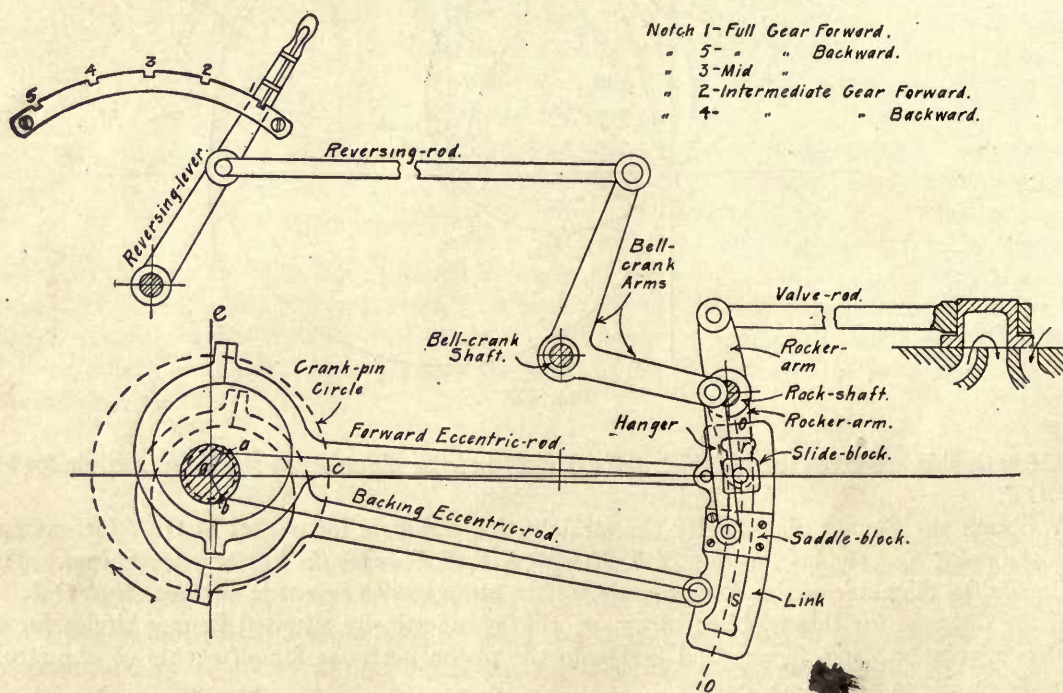 Notch 1-Full Gear Forward.
" 5- " " Backward.
" 3-Mid "
" 2-Intermediate Gear Forward.
" 4- " " Backward.
5
4
3
2
Reversing-lever.
Reversing-rod.
Bell-
crank
Arms
Bell-crank
Shaft.
Valve-rod.
Rocker-
arm
Rock-shaft.
Rocker-arm.
Hanger
Slide-block.
Saddle-block.
Link
e
Crank-pin
Circle
Forward Eccentric-rod.
Backing Eccentric-rod.
a
b
c
r
S
10